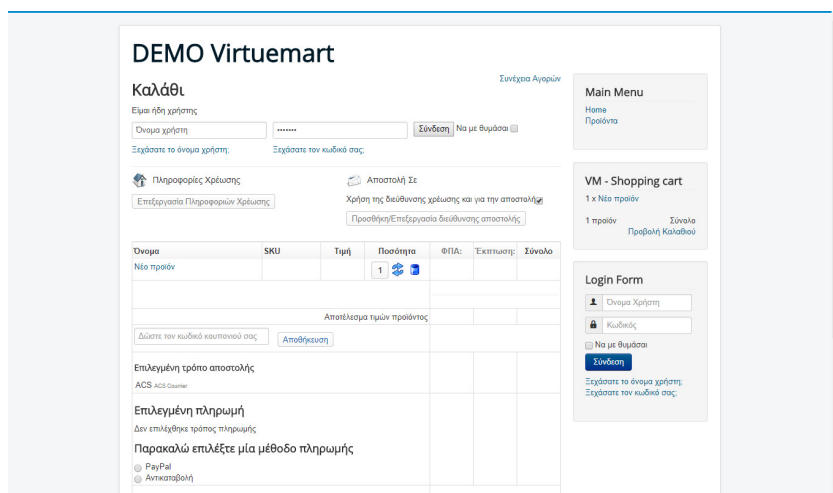 DEMO Virtuemart
Συνέχεια Αγορών
Καλάθι
Είμαι ήδη χρήστης
Όνομα χρήστη ••••••• Σύνδεση Να με θυμάσαι
Ξεχάσατε το όνομα χρήστη; Ξεχάσατε τον κωδικό σας;
Πληροφορίες Χρέωσης
Επεξεργασία Πληροφοριών Χρέωσης
Αποστολή Σε
Χρήση της διεύθυνσης χρέωσης και για την αποστολή
Προσθήκη/Επεξεργασία διεύθυνσης αποστολής
Όνομα SKU Τιμή Ποσότητα ΦΠΑ: Έκπτωση: Σύνολο
Νέο προϊόν 1
Αποτέλεσμα τιμών προϊόντος
Δώστε τον κωδικό κουπονιού σας Αποθήκευση
Επιλεγμένη τρόπο αποστολής
ACS ACS Counter
Επιλεγμένη πληρωμή
Δεν επιλέχθηκε τρόπος πληρωμής
Παρακαλώ επιλέξτε μία μέθοδο πληρωμής
PayPal
Αντικαταβολή
Main Menu
Home
Προϊόντα
VM - Shopping cart
1 x Νέο προϊόν
1 προϊόν Σύνολο
Προβολή Καλαθιού
Login Form
Όνομα Χρήστη
Κωδικός
Να με θυμάσαι
Σύνδεση
Ξεχάσατε το όνομα χρήστη;
Ξεχάσατε τον κωδικό σας;